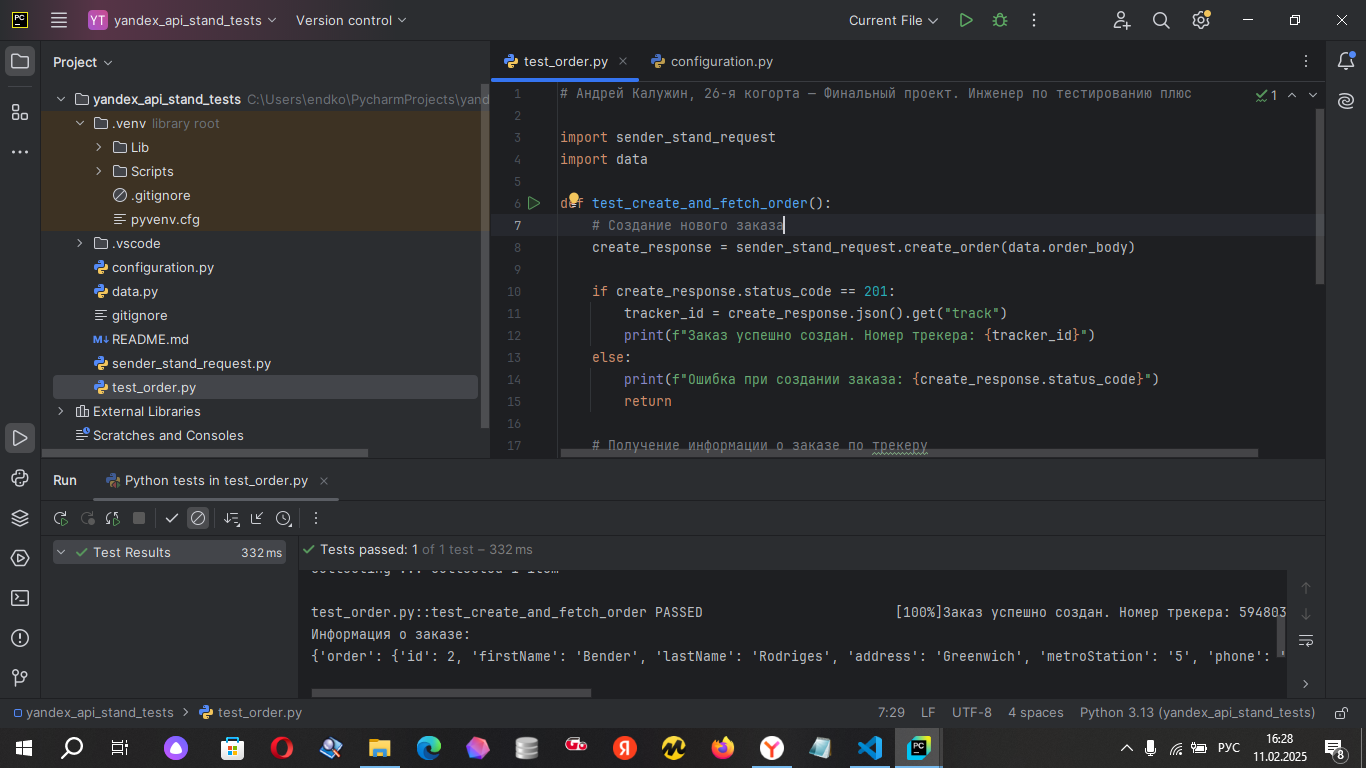 PC
YT yandex_api_stand_tests
Version control
Current File
Project
test_order.py
configuration.py
yandex_api_stand_tests C:\Users\endko\PycharmProjects\yand
.venv library root
Lib
Scripts
.gitignore
pyvenv.cfg
.vscode
configuration.py
data.py
gitignore
M↓ README.md
sender_stand_request.py
test_order.py
External Libraries
Scratches and Consoles
1 # Андрей Калужин, 26-я когорта — Финальный проект. Инженер по тестированию плюс
1
2
3 import sender_stand_request
4 import data
5
6 def test_create_and_fetch_order():
7 # Создание нового заказа
8 create_response = sender_stand_request.create_order(data.order_body)
9
10 if create_response.status_code == 201:
11 tracker_id = create_response.json().get("track")
12 print(f"Заказ успешно создан. Номер трекера: {tracker_id}")
13 else:
14 print(f"Ошибка при создании заказа: {create_response.status_code}")
15 return
16
17 # Получение информации о заказе по трекеру
Run
Python tests in test_order.py
Test Results 332 ms
Tests passed: 1 of 1 test – 332 ms
collecting ... collected 1 item
test_order.py::test_create_and_fetch_order PASSED [100%]Заказ успешно создан. Номер трекера: 594803
Информация о заказе:
{'order': {'id': 2, 'firstName': 'Bender', 'lastName': 'Rodriges', 'address': 'Greenwich', 'metroStation': '5', 'phone': '
yandex_api_stand_tests > test_order.py
7:29 LF UTF-8 4 spaces Python 3.13 (yandex_api_stand_tests)
Я
Y
PC
РУС
16:28
11.02.2025
8